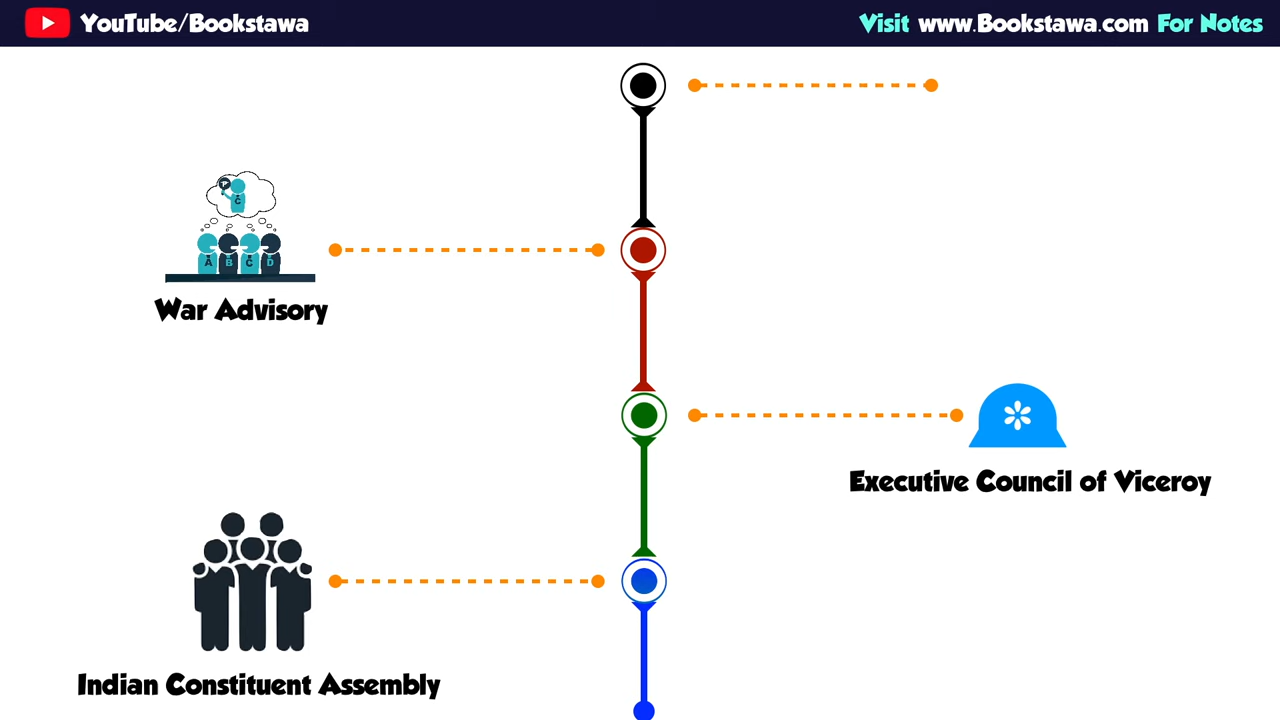 YouTube/Bookstawa
Visit www.Bookstawa.com For Notes
A B C D
C
War Advisory
Executive Council of Viceroy
Indian Constituent Assembly